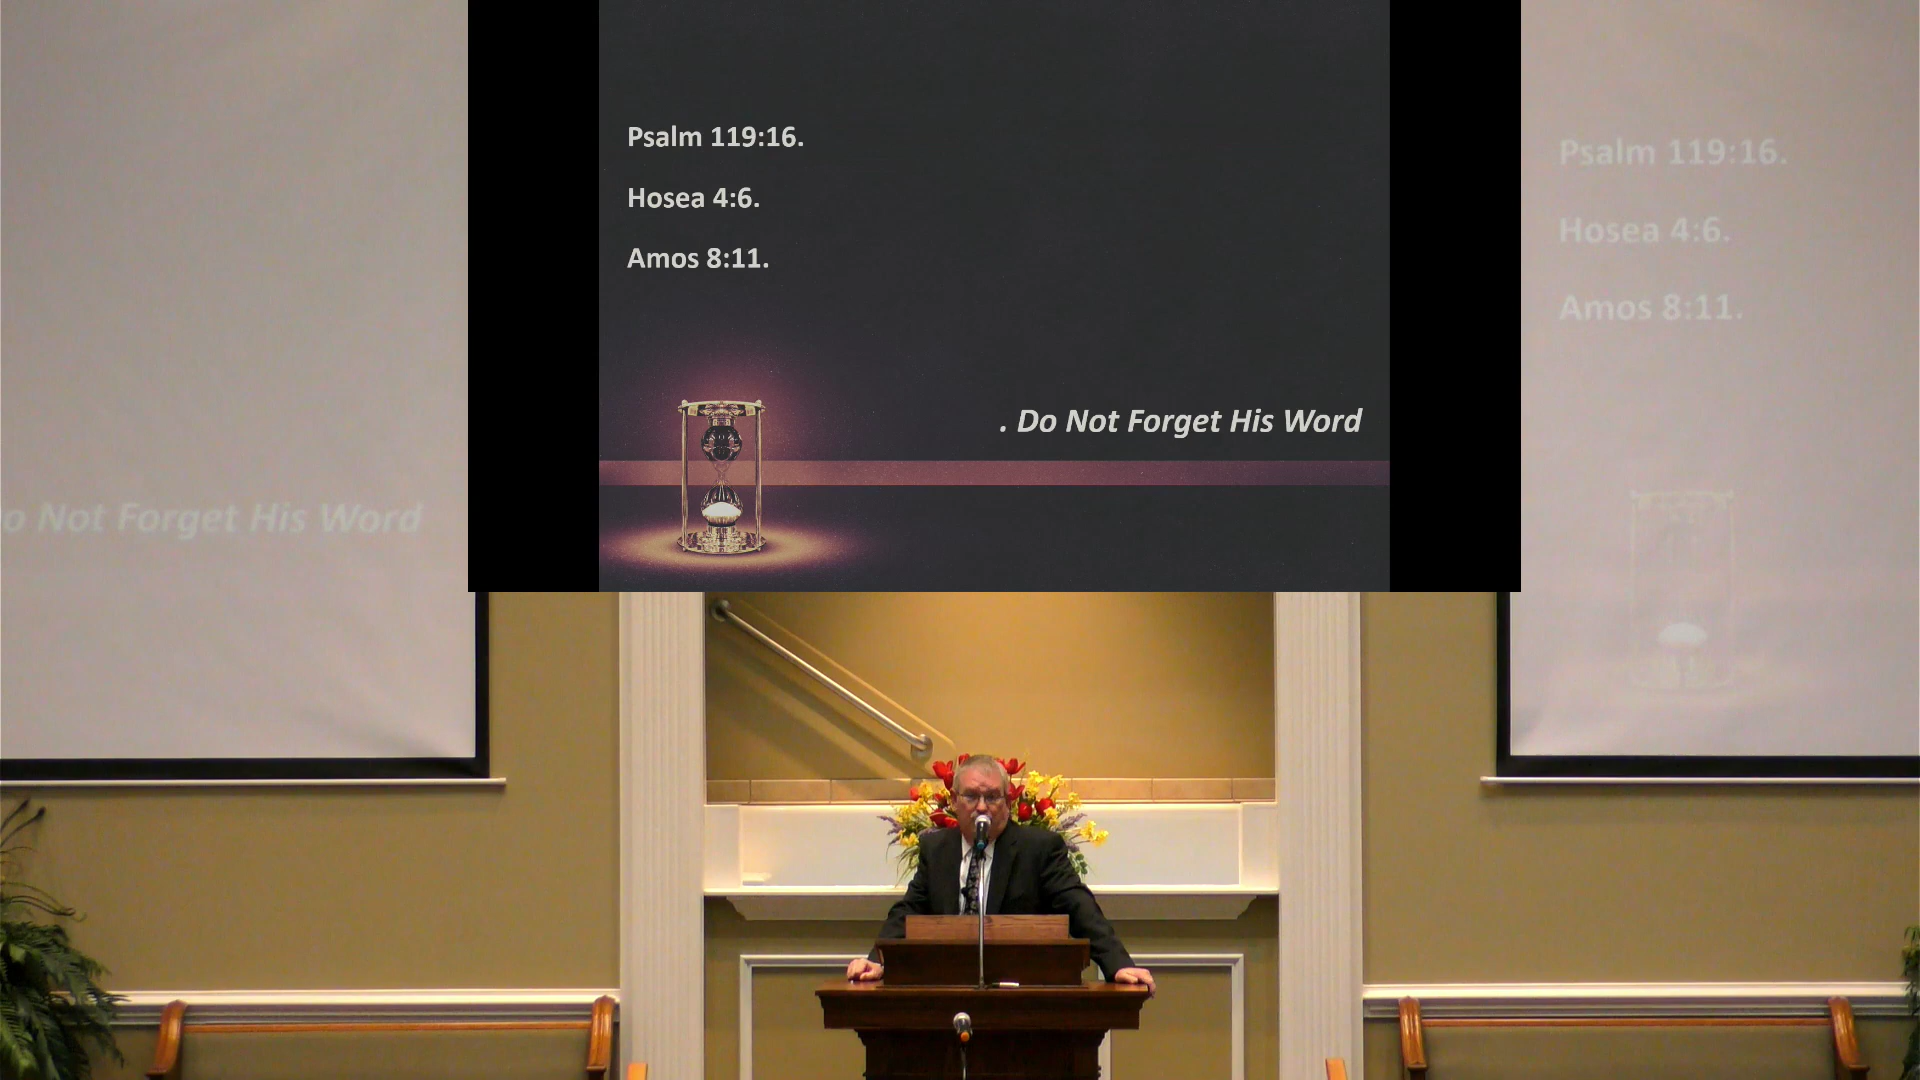 Psalm 119:16.
Hosea 4:6.
Amos 8:11.
. Do Not Forget His Word
o Not Forget His Word
Psalm 119:16.
Hosea 4:6.
Amos 8:11.